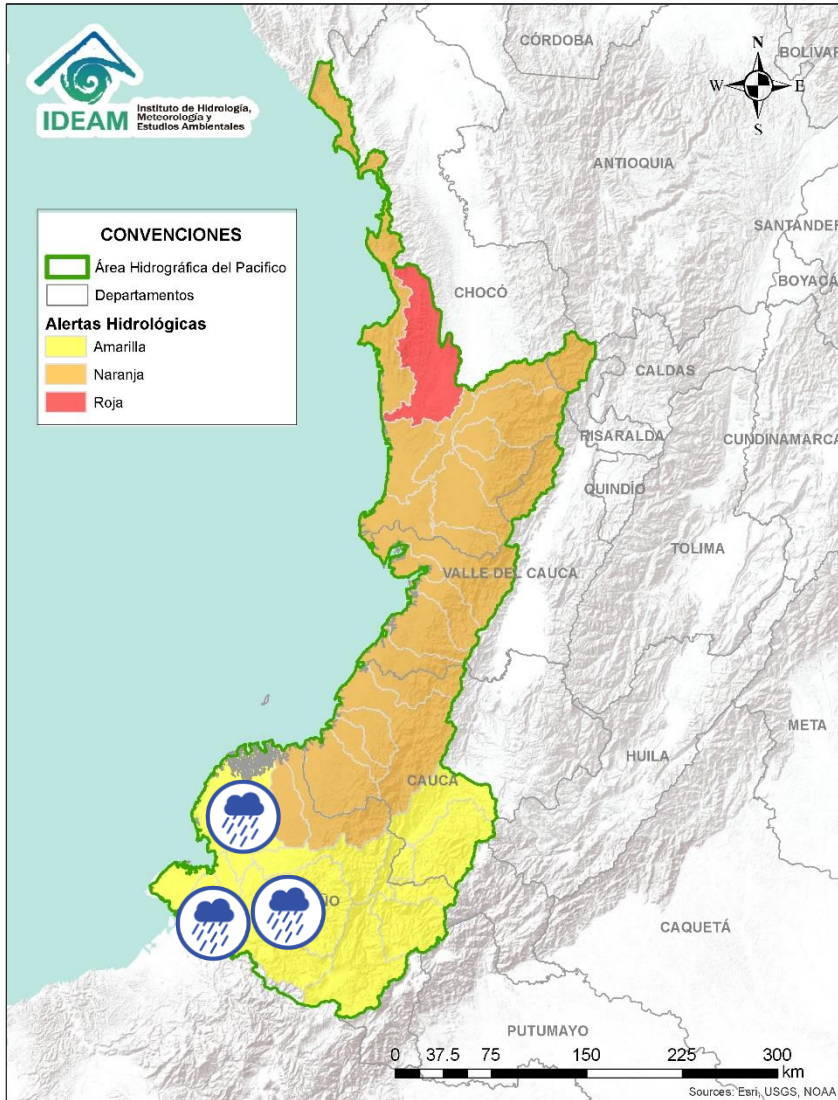 IDEAM
Instituto de Hidrología,
Meteorología y
Estudios Ambientales
CÓRDOBA
BOLÍVAR
N
W
E
S
ANTIOQUIA
SANTANDER
BOYACÁ
CONVENCIONES
Área Hidrográfica del Pacifico
Departamentos
Alertas Hidrológicas
Amarilla
Naranja
Roja
CHOCÓ
CALDAS
RISARALDA
CUNDINAMARCA
QUINDÍO
TOLIMA
VALLE DEL CAUCA
META
HUILA
CAUCA
CAQUETÁ
PUTUMAYO
0 37.5 75 150 225 300
km
Sources: Esri, USGS, NOAA